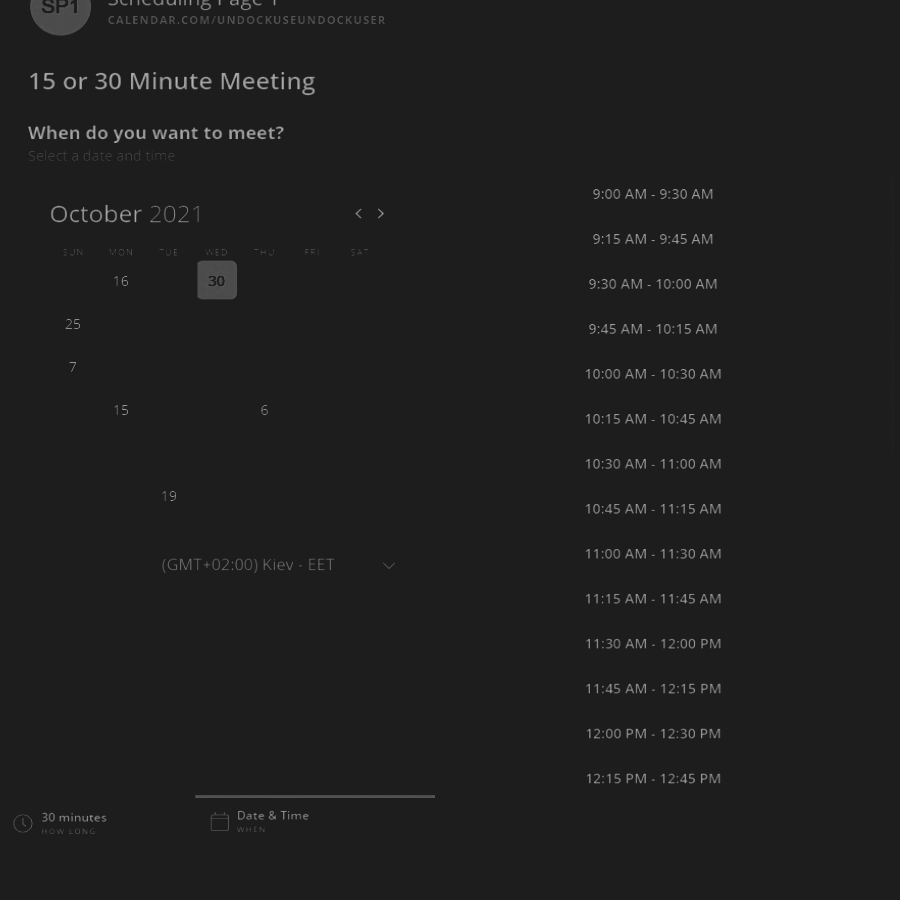 SP1
Scheduling Page 1
CALENDAR.COM/UNDOCKUSEUNDOCKUSER
15 or 30 Minute Meeting
When do you want to meet?
Select a date and time
October 2021
SUN MON TUE WED THU FRI SAT
16 30
25
7
15 6
19
(GMT+02:00) Kiev - EET
9:00 AM - 9:30 AM
9:15 AM - 9:45 AM
9:30 AM - 10:00 AM
9:45 AM - 10:15 AM
10:00 AM - 10:30 AM
10:15 AM - 10:45 AM
10:30 AM - 11:00 AM
10:45 AM - 11:15 AM
11:00 AM - 11:30 AM
11:15 AM - 11:45 AM
11:30 AM - 12:00 PM
11:45 AM - 12:15 PM
12:00 PM - 12:30 PM
12:15 PM - 12:45 PM
30 minutes
HOW LONG
Date & Time
WHEN